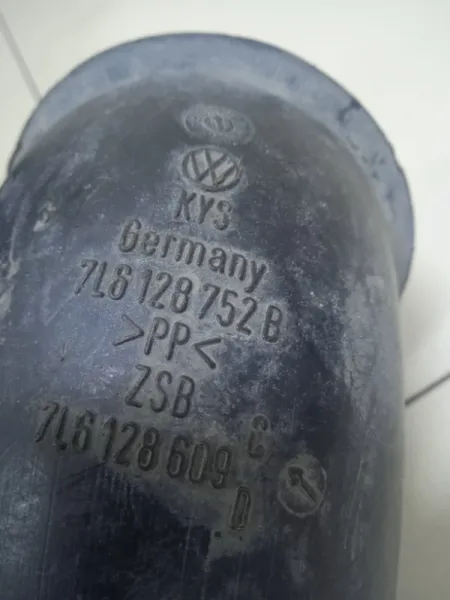 KYS
Germany
7L6 128 752 B
>PP<
ZSB
7L6 128 609 C
D